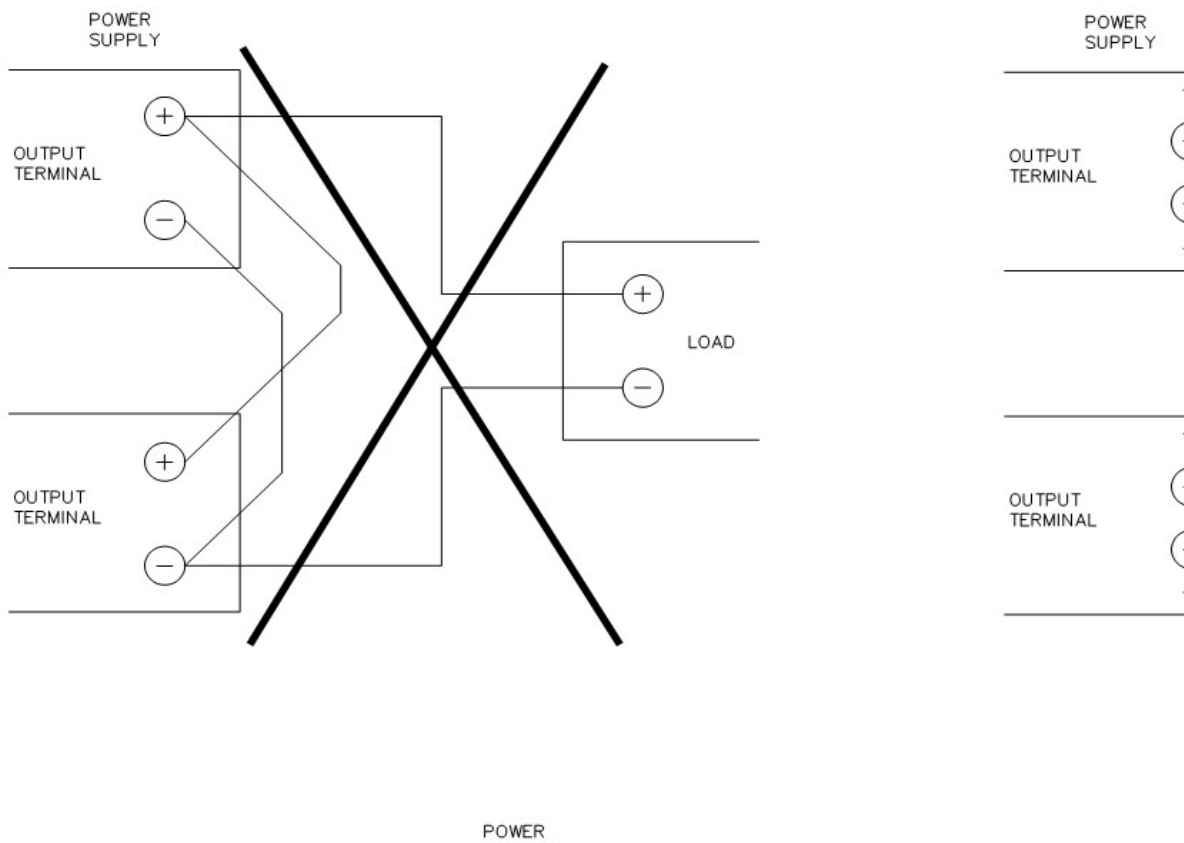 POWER
SUPPLY
OUTPUT
TERMINAL
+
−
LOAD
+
−
OUTPUT
TERMINAL
+
−
POWER
SUPPLY
OUTPUT
TERMINAL
OUTPUT
TERMINAL
POWER